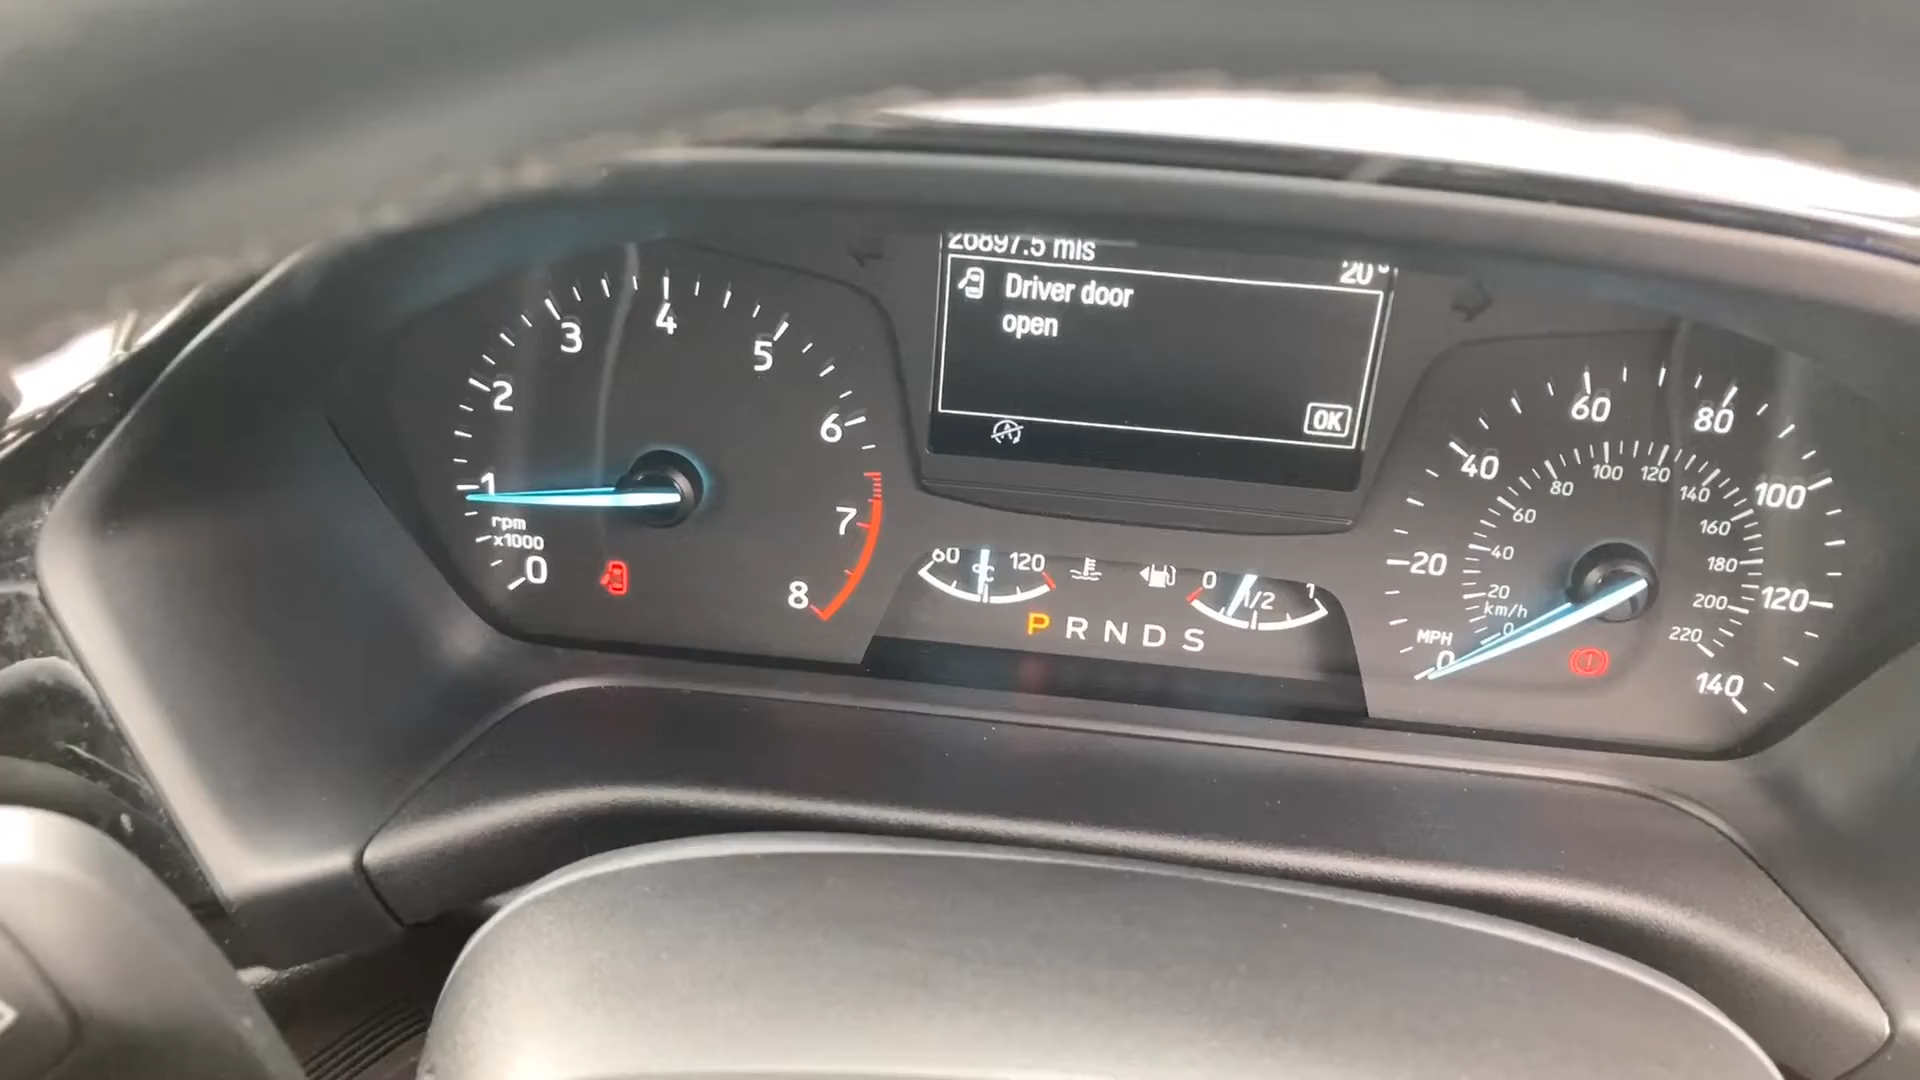 26897.5 mls
20°
Driver door
open
OK
0 1 2 3 4 5 6 7 8
rpm
x1000
60 °C 120
0 1/2 1
P R N D S
0 20 40 60 80 100 120 140
MPH
0 20 40 60 80 100 120 140 160 180 200 220
km/h